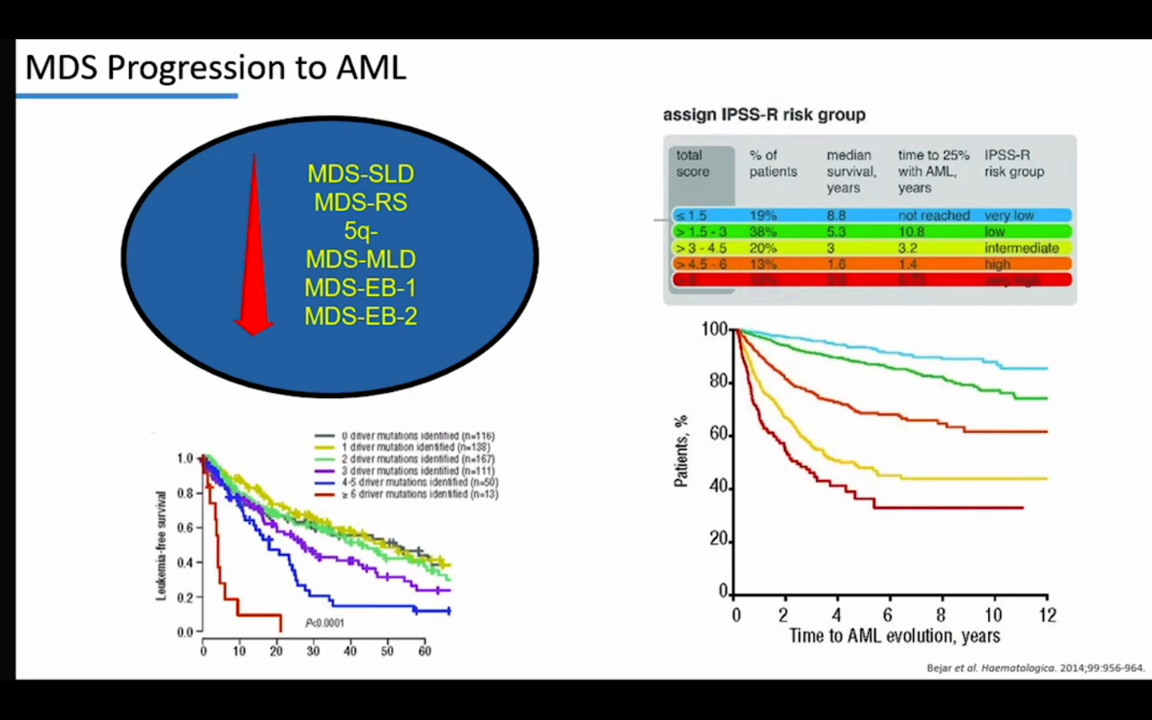 MDS Progression to AML
MDS-SLD
MDS-RS
5q-
MDS-MLD
MDS-EB-1
MDS-EB-2
assign IPSS-R risk group
total score % of patients median survival, years time to 25% with AML, years IPSS-R risk group
≤ 1.5 19% 8.8 not reached very low
> 1.5 - 3 38% 5.3 10.8 low
> 3 - 4.5 20% 3 3.2 intermediate
> 4.5 - 6 13% 1.6 1.4 high
0 driver mutations identified (n=116)
1 driver mutation identified (n=138)
2 driver mutations identified (n=167)
3 driver mutations identified (n=111)
4-5 driver mutations identified (n=50)
≥ 6 driver mutations identified (n=13)
Leukemia-free survival
1.0
0.8
0.6
0.4
0.2
0.0
P<0.0001
0 10 20 30 40 50 60
Patients, %
100
80
60
40
20
0
0 2 4 6 8 10 12
Time to AML evolution, years
Bejar et al. Haematologica. 2014;99:956-964.